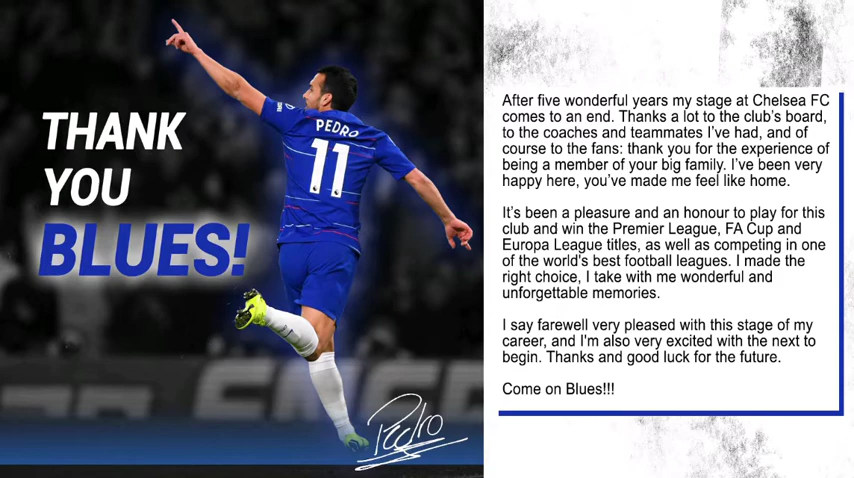 THANK
YOU
BLUES!
PEDRO
11
Pedro
After five wonderful years my stage at Chelsea FC
comes to an end. Thanks a lot to the club's board,
to the coaches and teammates I've had, and of
course to the fans: thank you for the experience of
being a member of your big family. I've been very
happy here, you've made me feel like home.
It's been a pleasure and an honour to play for this
club and win the Premier League, FA Cup and
Europa League titles, as well as competing in one
of the world's best football leagues. I made the
right choice, I take with me wonderful and
unforgettable memories.
I say farewell very pleased with this stage of my
career, and I'm also very excited with the next to
begin. Thanks and good luck for the future.
Come on Blues!!!